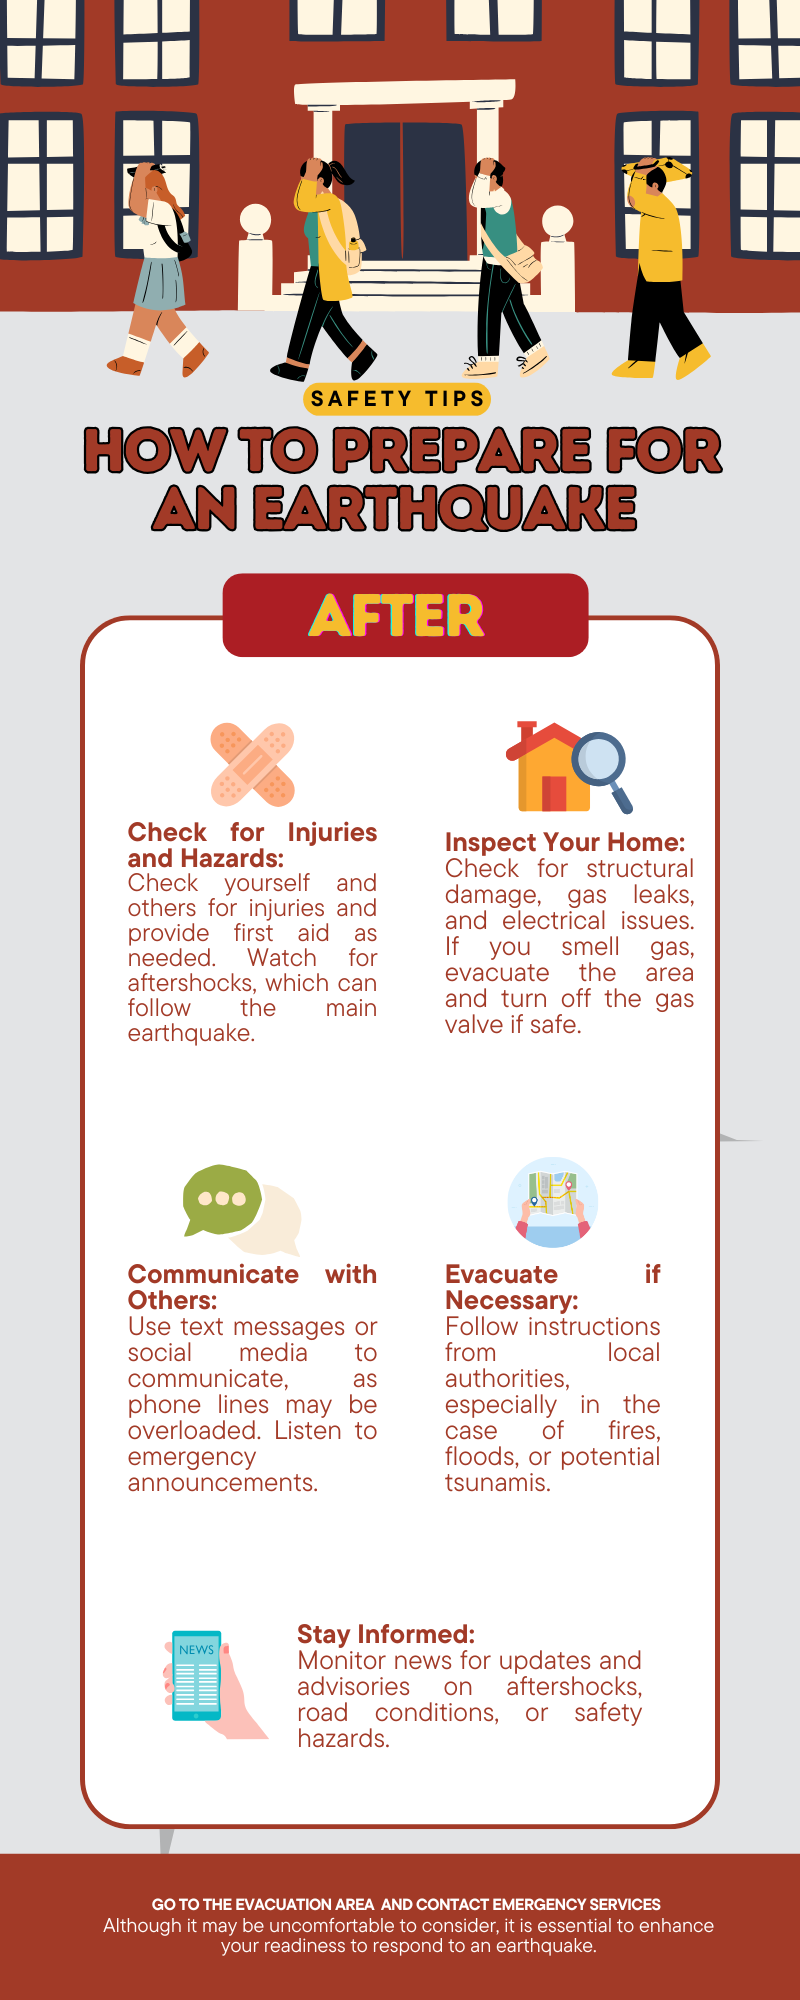 SAFETY TIPS
HOW TO PREPARE FOR
AN EARTHQUAKE
AFTER
Check for Injuries
and Hazards:
Check yourself and
others for injuries and
provide first aid as
needed. Watch for
aftershocks, which can
follow the main
earthquake.
Inspect Your Home:
Check for structural
damage, gas leaks,
and electrical issues.
If you smell gas,
evacuate the area
and turn off the gas
valve if safe.
Communicate with
Others:
Use text messages or
social media to
communicate, as
phone lines may be
overloaded. Listen to
emergency
announcements.
Evacuate if
Necessary:
Follow instructions
from local
authorities,
especially in the
case of fires,
floods, or potential
tsunamis.
NEWS
Stay Informed:
Monitor news for updates and
advisories on aftershocks,
road conditions, or safety
hazards.
GO TO THE EVACUATION AREA AND CONTACT EMERGENCY SERVICES
Although it may be uncomfortable to consider, it is essential to enhance
your readiness to respond to an earthquake.